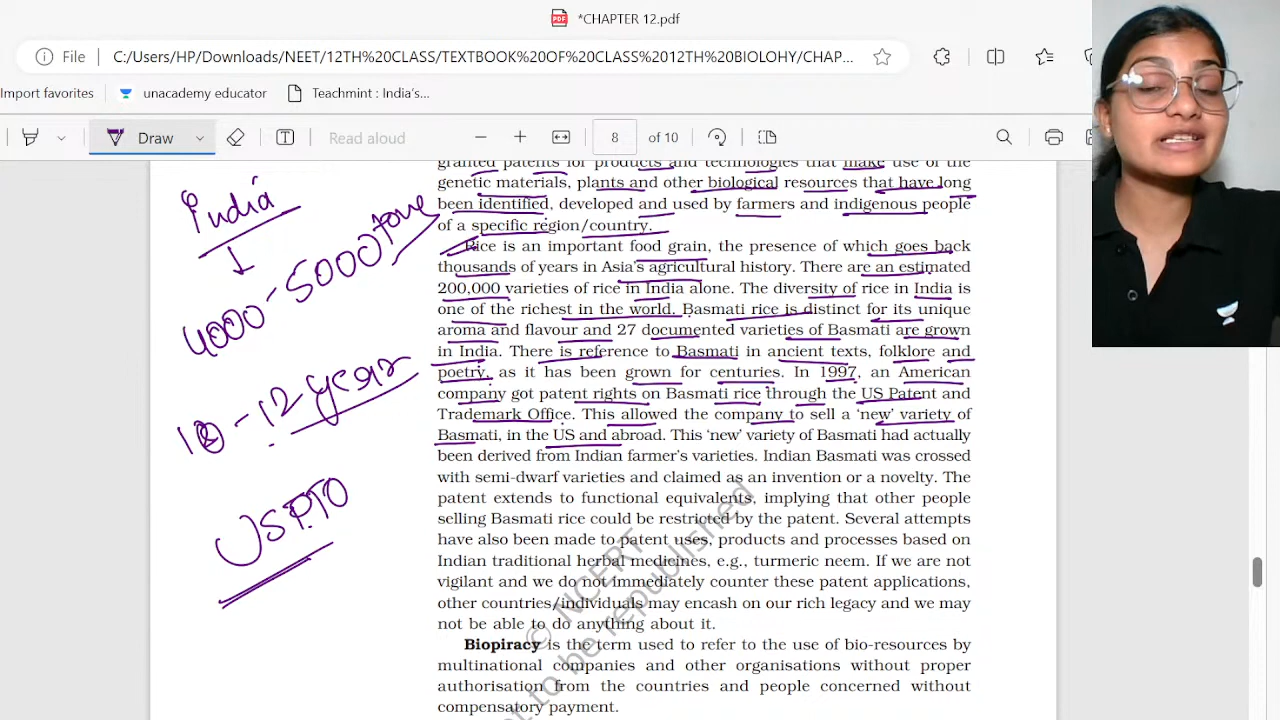 *CHAPTER 12.pdf
File C:/Users/HP/Downloads/NEET/12TH%20CLASS/TEXTBOOK%20OF%20CLASS%2012TH%20BIOLOHY/CHAP...
Import favorites unacademy educator Teachmint : India's...
Draw Read aloud 8 of 10
granted patents for products and technologies that make use of the
genetic materials, plants and other biological resources that have long
been identified, developed and used by farmers and indigenous people
of a specific region/country.
Rice is an important food grain, the presence of which goes back
thousands of years in Asia's agricultural history. There are an estimated
200,000 varieties of rice in India alone. The diversity of rice in India is
one of the richest in the world. Basmati rice is distinct for its unique
aroma and flavour and 27 documented varieties of Basmati are grown
in India. There is reference to Basmati in ancient texts, folklore and
poetry, as it has been grown for centuries. In 1997, an American
company got patent rights on Basmati rice through the US Patent and
Trademark Office. This allowed the company to sell a 'new' variety of
Basmati, in the US and abroad. This 'new' variety of Basmati had actually
been derived from Indian farmer's varieties. Indian Basmati was crossed
with semi-dwarf varieties and claimed as an invention or a novelty. The
patent extends to functional equivalents, implying that other people
selling Basmati rice could be restricted by the patent. Several attempts
have also been made to patent uses, products and processes based on
Indian traditional herbal medicines, e.g., turmeric neem. If we are not
vigilant and we do not immediately counter these patent applications,
other countries/individuals may encash on our rich legacy and we may
not be able to do anything about it.
Biopiracy is the term used to refer to the use of bio-resources by
multinational companies and other organisations without proper
authorisation from the countries and people concerned without
compensatory payment.
India
4000-5000
12 year
USPTO
© NCERT
be republished